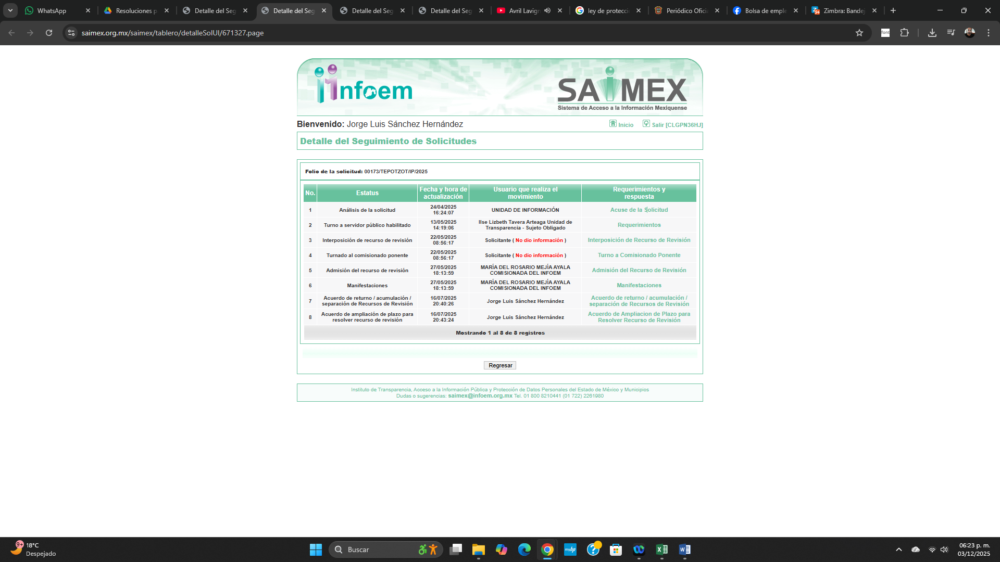 WhatsApp
Resoluciones p
Detalle del Seg
Detalle del Seg
Detalle del Seg
Detalle del Seg
Avril Lavign
ley de protecci
Periódico Ofici
Bolsa de emple
Zimbra: Bandej
saimex.org.mx/saimex/tablero/detalleSolUI/671327.page
font
infoem
SAIMEX
Sistema de Acceso a la Información Mexiquense
Bienvenido: Jorge Luis Sánchez Hernández
Inicio
Salir [CLGPN36HJ]
Detalle del Seguimiento de Solicitudes
Folio de la solicitud: 00173/TEPOTZOT/IP/2025
No. Estatus Fecha y hora de actualización Usuario que realiza el movimiento Requerimientos y respuesta
1 Análisis de la solicitud 24/04/2025 16:24:07 UNIDAD DE INFORMACIÓN Acuse de la Solicitud
2 Turno a servidor público habilitado 13/05/2025 14:19:06 Ilse Lizbeth Tavera Arteaga Unidad de Transparencia - Sujeto Obligado Requerimientos
3 Interposición de recurso de revisión 22/05/2025 08:56:17 Solicitante ( No dio información ) Interposición de Recurso de Revisión
4 Turnado al comisionado ponente 22/05/2025 08:56:17 Solicitante ( No dio información ) Turno a Comisionado Ponente
5 Admisión del recurso de revisión 27/05/2025 18:13:59 MARÍA DEL ROSARIO MEJÍA AYALA COMISIONADA DEL INFOEM Admisión del Recurso de Revisión
6 Manifestaciones 27/05/2025 18:13:59 MARÍA DEL ROSARIO MEJÍA AYALA COMISIONADA DEL INFOEM Manifestaciones
7 Acuerdo de returno / acumulación / separación de Recursos de Revisión 16/07/2025 20:40:26 Jorge Luis Sánchez Hernández Acuerdo de returno / acumulación / separación de Recursos de Revisión
8 Acuerdo de ampliación de plazo para resolver recurso de revisión 16/07/2025 20:43:24 Jorge Luis Sánchez Hernández Acuerdo de Ampliacion de Plazo para Resolver Recurso de Revisión
Mostrando 1 al 8 de 8 registros
Regresar
Instituto de Transparencia, Acceso a la Información Pública y Protección de Datos Personales del Estado de México y Municipios
Dudas o sugerencias: saimex@infoem.org.mx Tel. 01 800 8210441 (01 722) 2261980
9+
18°C
Despejado
Buscar
myhp
06:23 p. m.
03/12/2025